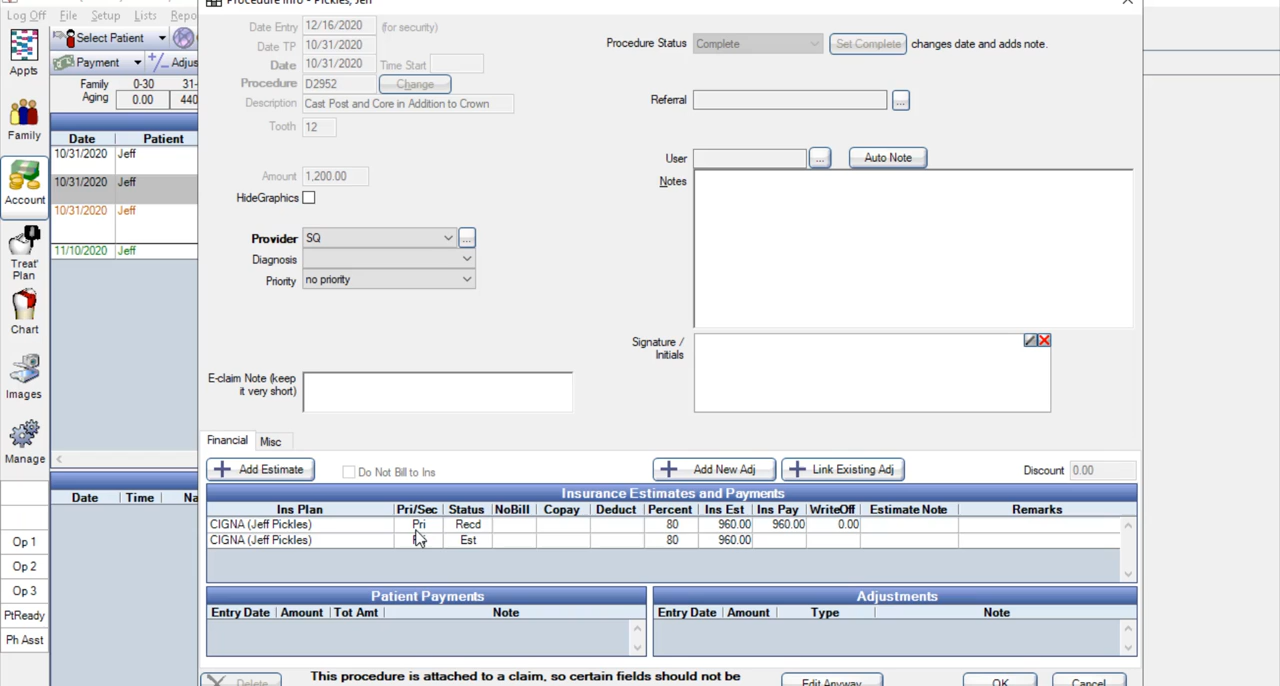 Log Off File Setup Lists Repo
Procedure Info - Pickles, Jeff
Select Patient
Payment Adjus
Family 0-30 31-
Aging 0.00 440
Appts
Family
Account
Treat'
Plan
Chart
Images
Manage
Op 1
Op 2
Op 3
PtReady
Ph Asst
Date Patient
10/31/2020 Jeff
10/31/2020 Jeff
10/31/2020 Jeff
11/10/2020 Jeff
Date Time Na
Date Entry 12/16/2020 (for security)
Date TP 10/31/2020
Date 10/31/2020 Time Start
Procedure D2952 Change
Description Cast Post and Core in Addition to Crown
Tooth 12
Amount 1,200.00
HideGraphics
Provider SQ ...
Diagnosis
Priority no priority
Procedure Status Complete Set Complete changes date and adds note.
Referral ...
User ... Auto Note
Notes
Signature /
Initials
E-claim Note (keep
it very short)
Financial Misc
Add Estimate Do Not Bill to Ins Add New Adj Link Existing Adj Discount 0.00
Insurance Estimates and Payments
Ins Plan Pri/Sec Status NoBill Copay Deduct Percent Ins Est Ins Pay WriteOff Estimate Note Remarks
CIGNA (Jeff Pickles) Pri Recd 80 960.00 960.00 0.00
CIGNA (Jeff Pickles) Est 80 960.00
Patient Payments
Entry Date Amount Tot Amt Note
Adjustments
Entry Date Amount Type Note
Delete
This procedure is attached to a claim, so certain fields should not be
Edit Anyway OK Cancel